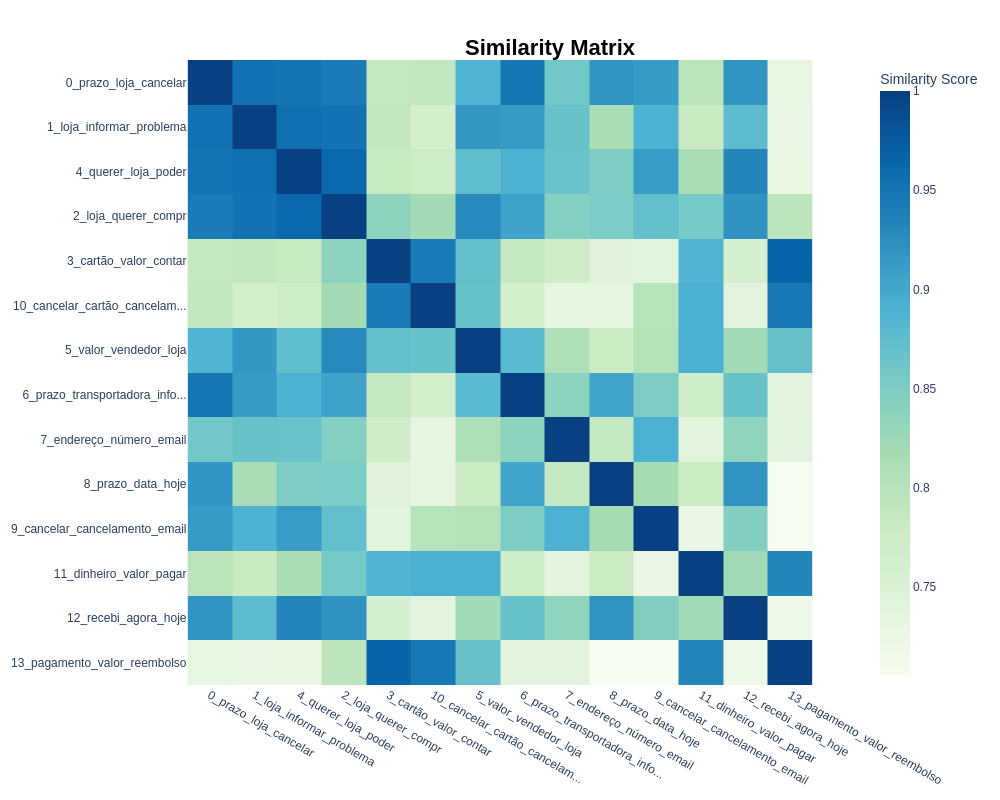 Similarity Matrix
Similarity Score
0_prazo_loja_cancelar
1_loja_informar_problema
4_querer_loja_poder
2_loja_querer_compr
3_cartão_valor_contar
10_cancelar_cartão_cancelam...
5_valor_vendedor_loja
6_prazo_transportadora_info...
7_endereço_número_email
8_prazo_data_hoje
9_cancelar_cancelamento_email
11_dinheiro_valor_pagar
12_recebi_agora_hoje
13_pagamento_valor_reembolso
1
0.95
0.9
0.85
0.8
0.75
0_prazo_loja_cancelar
1_loja_informar_problema
4_querer_loja_poder
2_loja_querer_compr
3_cartão_valor_contar
10_cancelar_cartão_cancelam...
5_valor_vendedor_loja
6_prazo_transportadora_info...
7_endereço_número_email
8_prazo_data_hoje
9_cancelar_cancelamento_email
11_dinheiro_valor_pagar
12_recebi_agora_hoje
13_pagamento_valor_reembolso